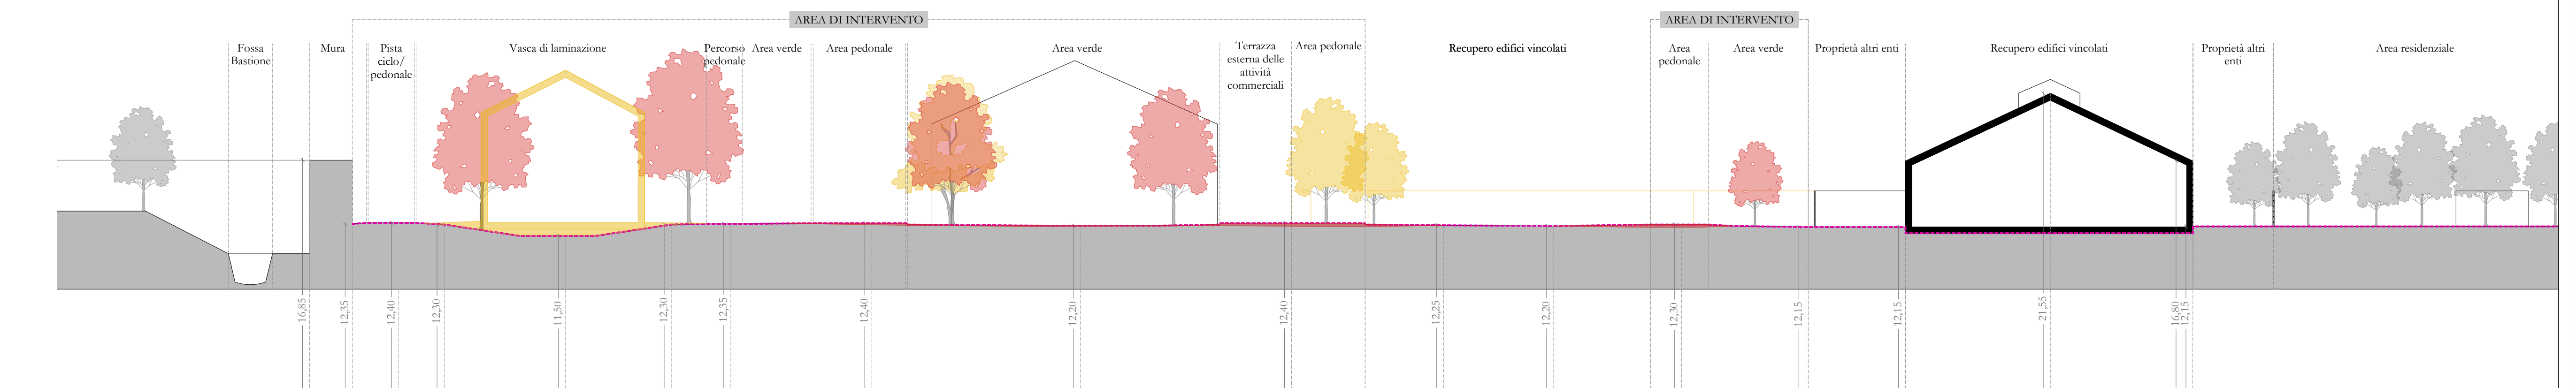 AREA DI INTERVENTO
AREA DI INTERVENTO
Fossa
Bastione
Mura
Pista
ciclo/
pedonale
Vasca di laminazione
Percorso
pedonale
Area verde
Area pedonale
Area verde
Terrazza
esterna delle
attività
commerciali
Area pedonale
Recupero edifici vincolati
Area
pedonale
Area verde
Proprietà altri enti
Recupero edifici vincolati
Proprietà altri
enti
Area residenziale
16,85
12,35
12,40
12,30
11,50
12,30
12,35
12,40
12,20
12,40
12,25
12,20
12,30
12,15
12,15
21,55
16,80
12,15